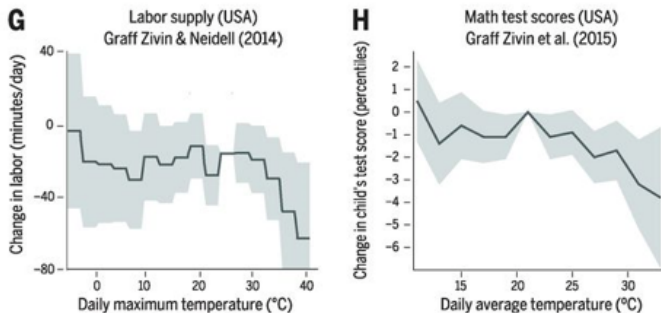 G
Labor supply (USA)
Graff Zivin & Neidell (2014)
Change in labor (minutes/day)
40
0
−40
−80
0
10
20
30
40
Daily maximum temperature (°C)
H
Math test scores (USA)
Graff Zivin et al. (2015)
Change in child's test score (percentiles)
2
1
0
−1
−2
−3
−4
−5
−6
15
20
25
30
Daily average temperature (°C)